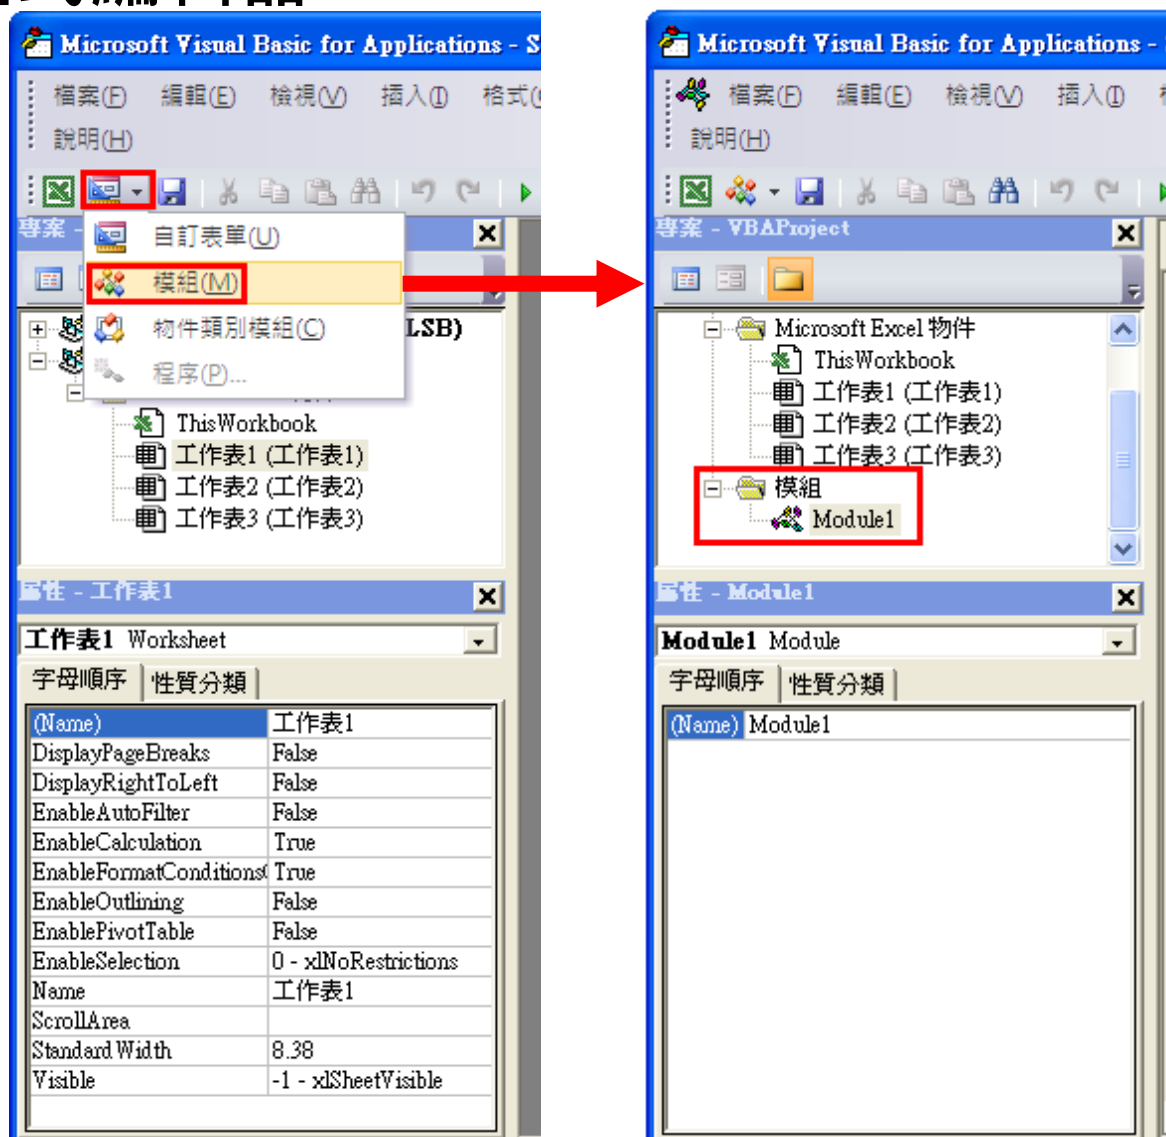 Microsoft Visual Basic for Applications - S
檔案(F) 編輯(E) 檢視(V) 插入(I) 格式(
說明(H)
專案 -
自訂表單(U)
模組(M)
物件類別模組(C)
程序(P)...
LSB)
ThisWorkbook
工作表1 (工作表1)
工作表2 (工作表2)
工作表3 (工作表3)
屬性 - 工作表1
工作表1 Worksheet
字母順序 性質分類
(Name) 工作表1
DisplayPageBreaks False
DisplayRightToLeft False
EnableAutoFilter False
EnableCalculation True
EnableFormatConditionsC True
EnableOutlining False
EnablePivotTable False
EnableSelection 0 - xlNoRestrictions
Name 工作表1
ScrollArea
StandardWidth 8.38
Visible -1 - xlSheetVisible
Microsoft Visual Basic for Applications -
檔案(F) 編輯(E) 檢視(V) 插入(I)
說明(H)
專案 - VBAProject
Microsoft Excel 物件
ThisWorkbook
工作表1 (工作表1)
工作表2 (工作表2)
工作表3 (工作表3)
模組
Module1
屬性 - Module1
Module1 Module
字母順序 性質分類
(Name) Module1